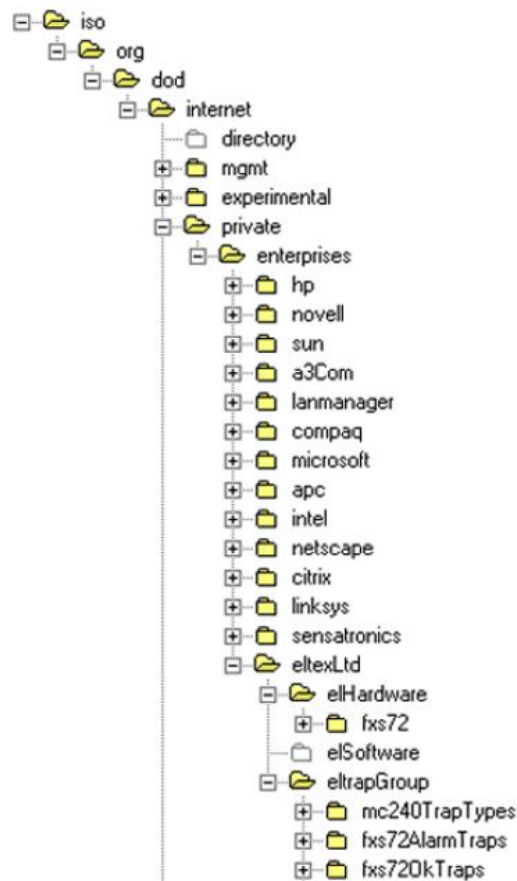 iso
org
dod
internet
directory
mgmt
experimental
private
enterprises
hp
novell
sun
a3Com
lanmanager
compaq
microsoft
apc
intel
netscape
citrix
linksys
sensatronics
eltexLtd
elHardware
fxs72
elSoftware
eltrapGroup
mc240TrapTypes
fxs72AlarmTraps
fxs72OkTraps